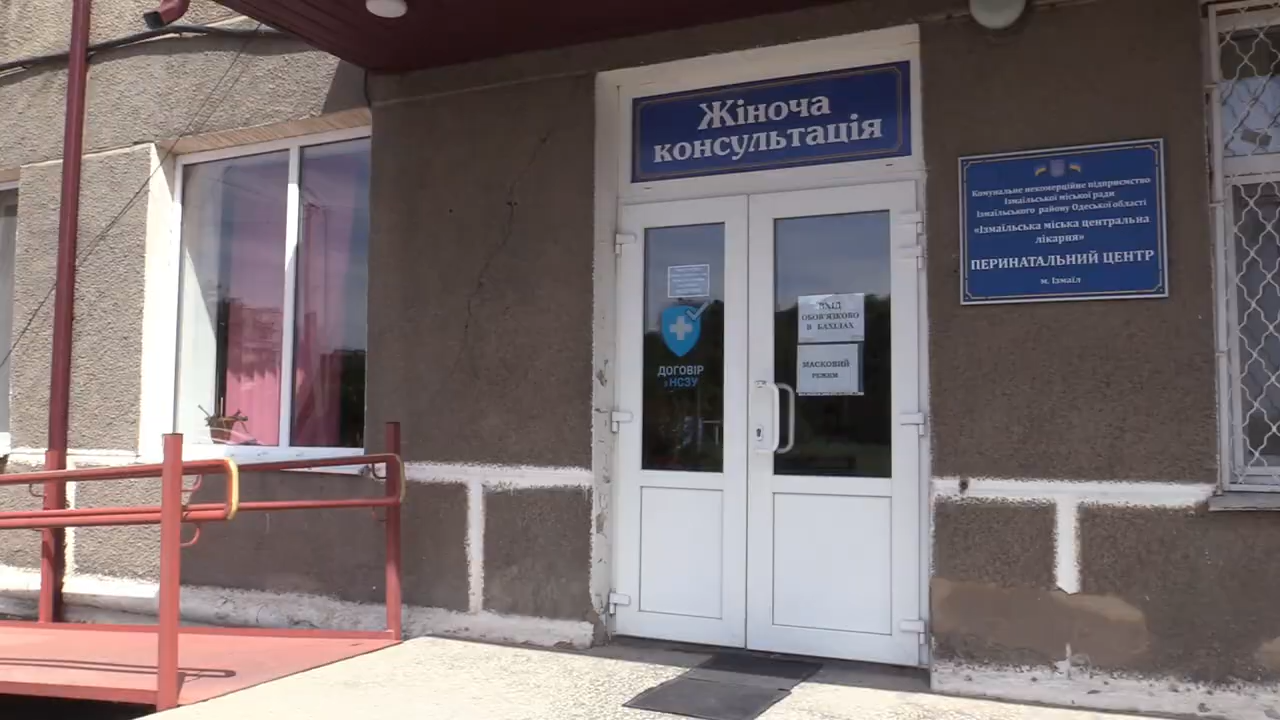 Жіноча
консультація
Комунальне некомерційне підприємство
Ізмаїльської міської ради
Ізмаїльського району Одеської області
«Ізмаїльська міська центральна
лікарня»
ПЕРИНАТАЛЬНИЙ ЦЕНТР
м. Ізмаїл
ДОГОВІР
з НСЗУ
ВХІД
ОБОВ'ЯЗКОВО
В БАХІЛАХ
МАСКОВИЙ
РЕЖИМ